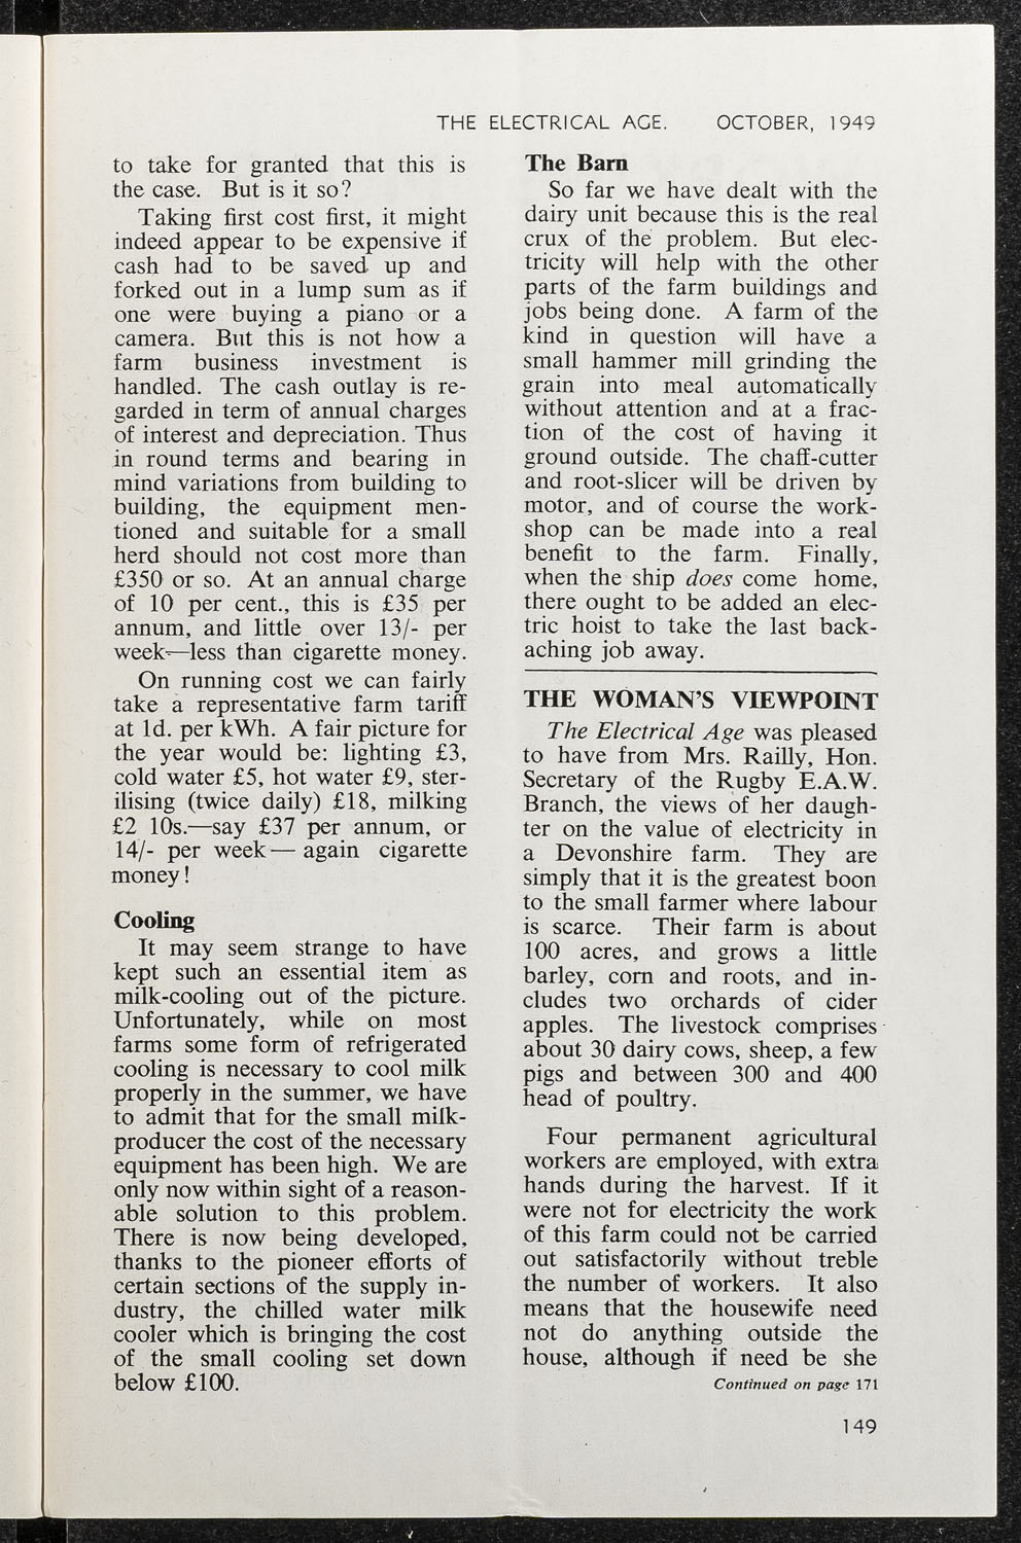 THE ELECTRICAL AGE. OCTOBER, 1949
to take for granted that this is
the case. But is it so?
Taking first cost first, it might
indeed appear to be expensive if
cash had to be saved up and
forked out in a lump sum as if
one were buying a piano or a
camera. But this is not how a
farm business investment is
handled. The cash outlay is re-
garded in term of annual charges
of interest and depreciation. Thus
in round terms and bearing in
mind variations from building to
building, the equipment men-
tioned and suitable for a small
herd should not cost more than
£350 or so. At an annual charge
of 10 per cent., this is £35 per
annum, and little over 13/- per
week—less than cigarette money.
On running cost we can fairly
take a representative farm tariff
at 1d. per kWh. A fair picture for
the year would be: lighting £3,
cold water £5, hot water £9, ster-
ilising (twice daily) £18, milking
£2 10s.—say £37 per annum, or
14/- per week — again cigarette
money!
Cooling
It may seem strange to have
kept such an essential item as
milk-cooling out of the picture.
Unfortunately, while on most
farms some form of refrigerated
cooling is necessary to cool milk
properly in the summer, we have
to admit that for the small milk-
producer the cost of the necessary
equipment has been high. We are
only now within sight of a reason-
able solution to this problem.
There is now being developed,
thanks to the pioneer efforts of
certain sections of the supply in-
dustry, the chilled water milk
cooler which is bringing the cost
of the small cooling set down
below £100.
The Barn
So far we have dealt with the
dairy unit because this is the real
crux of the problem. But elec-
tricity will help with the other
parts of the farm buildings and
jobs being done. A farm of the
kind in question will have a
small hammer mill grinding the
grain into meal automatically
without attention and at a frac-
tion of the cost of having it
ground outside. The chaff-cutter
and root-slicer will be driven by
motor, and of course the work-
shop can be made into a real
benefit to the farm. Finally,
when the ship does come home,
there ought to be added an elec-
tric hoist to take the last back-
aching job away.
THE WOMAN'S VIEWPOINT
The Electrical Age was pleased
to have from Mrs. Railly, Hon.
Secretary of the Rugby E.A.W.
Branch, the views of her daugh-
ter on the value of electricity in
a Devonshire farm. They are
simply that it is the greatest boon
to the small farmer where labour
is scarce. Their farm is about
100 acres, and grows a little
barley, corn and roots, and in-
cludes two orchards of cider
apples. The livestock comprises
about 30 dairy cows, sheep, a few
pigs and between 300 and 400
head of poultry.
Four permanent agricultural
workers are employed, with extra
hands during the harvest. If it
were not for electricity the work
of this farm could not be carried
out satisfactorily without treble
the number of workers. It also
means that the housewife need
not do anything outside the
house, although if need be she
Continued on page 171
149